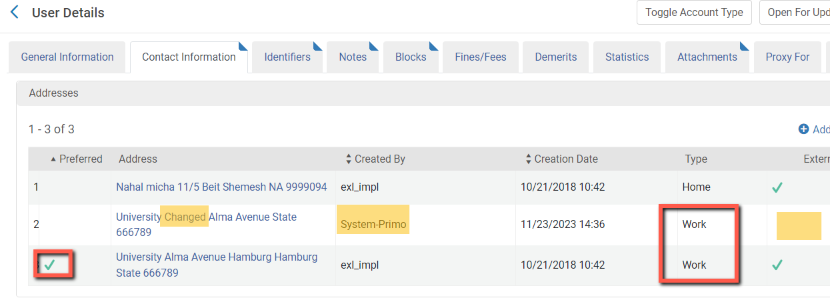 User Details
Toggle Account Type
Open For Upd
General Information
Contact Information
Identifiers
Notes
Blocks
Fines/Fees
Demerits
Statistics
Attachments
Proxy For
Addresses
1 - 3 of 3
Add
Preferred Address Created By Creation Date Type Extern
1 Nahal micha 11/5 Beit Shemesh NA 9999094 exl_impl 10/21/2018 10:42 Home
2 University Changed Alma Avenue State
666789 System-Primo 11/23/2023 14:36 Work
3 University Alma Avenue Hamburg Hamburg
State 666789 exl_impl 10/21/2018 10:42 Work